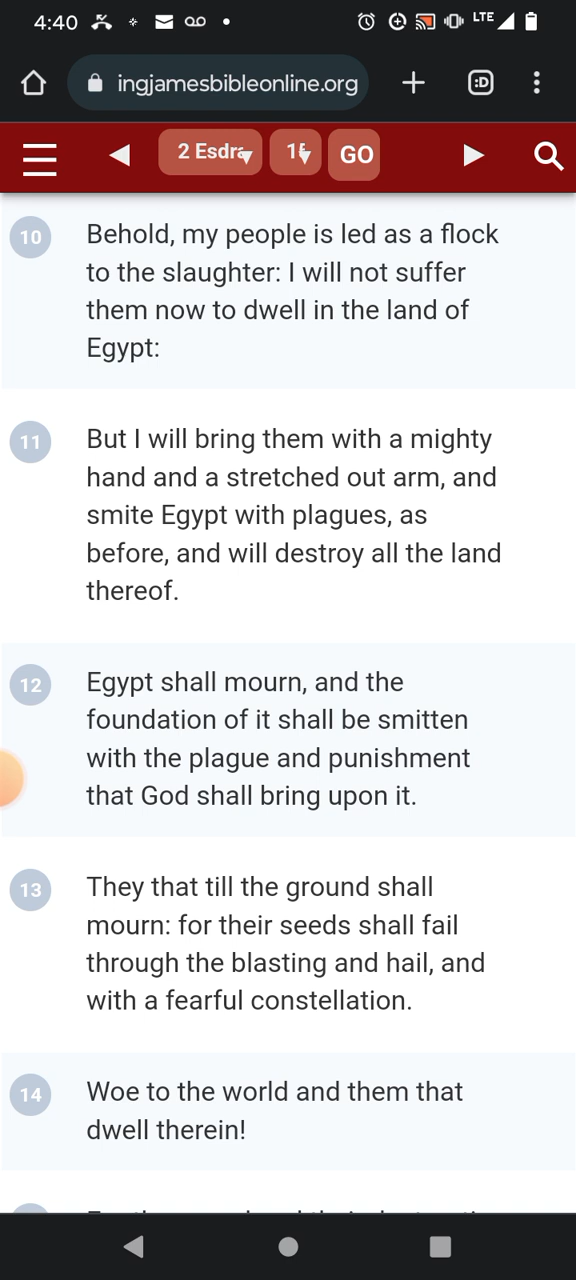 4:40
LTE
ingjamesbibleonline.org
:D
2 Esdra
GO
10
Behold, my people is led as a flock
to the slaughter: I will not suffer
them now to dwell in the land of
Egypt:
11
But I will bring them with a mighty
hand and a stretched out arm, and
smite Egypt with plagues, as
before, and will destroy all the land
thereof.
12
Egypt shall mourn, and the
foundation of it shall be smitten
with the plague and punishment
that God shall bring upon it.
13
They that till the ground shall
mourn: for their seeds shall fail
through the blasting and hail, and
with a fearful constellation.
14
Woe to the world and them that
dwell therein!